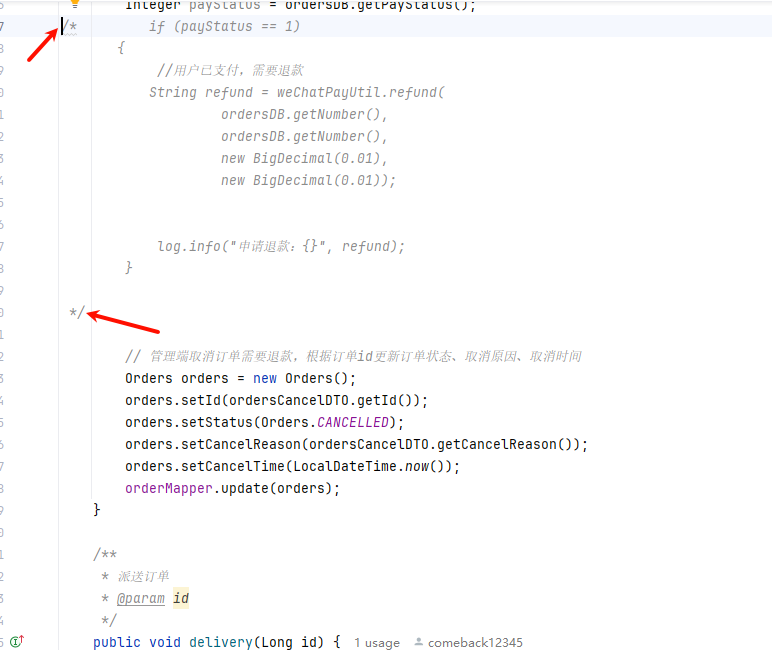 Integer payStatus = ordersDB.getPayStatus();
/*         if (payStatus == 1)
{
//用户已支付，需要退款
String refund = weChatPayUtil.refund(
ordersDB.getNumber(),
ordersDB.getNumber(),
new BigDecimal(0.01),
new BigDecimal(0.01));
log.info("申请退款：{}", refund);
}
*/
// 管理端取消订单需要退款，根据订单id更新订单状态、取消原因、取消时间
Orders orders = new Orders();
orders.setId(ordersCancelDTO.getId());
orders.setStatus(Orders.CANCELLED);
orders.setCancelReason(ordersCancelDTO.getCancelReason());
orders.setCancelTime(LocalDateTime.now());
orderMapper.update(orders);
}
/**
* 派送订单
* @param id
*/
public void delivery(Long id) { 1 usage comeback12345